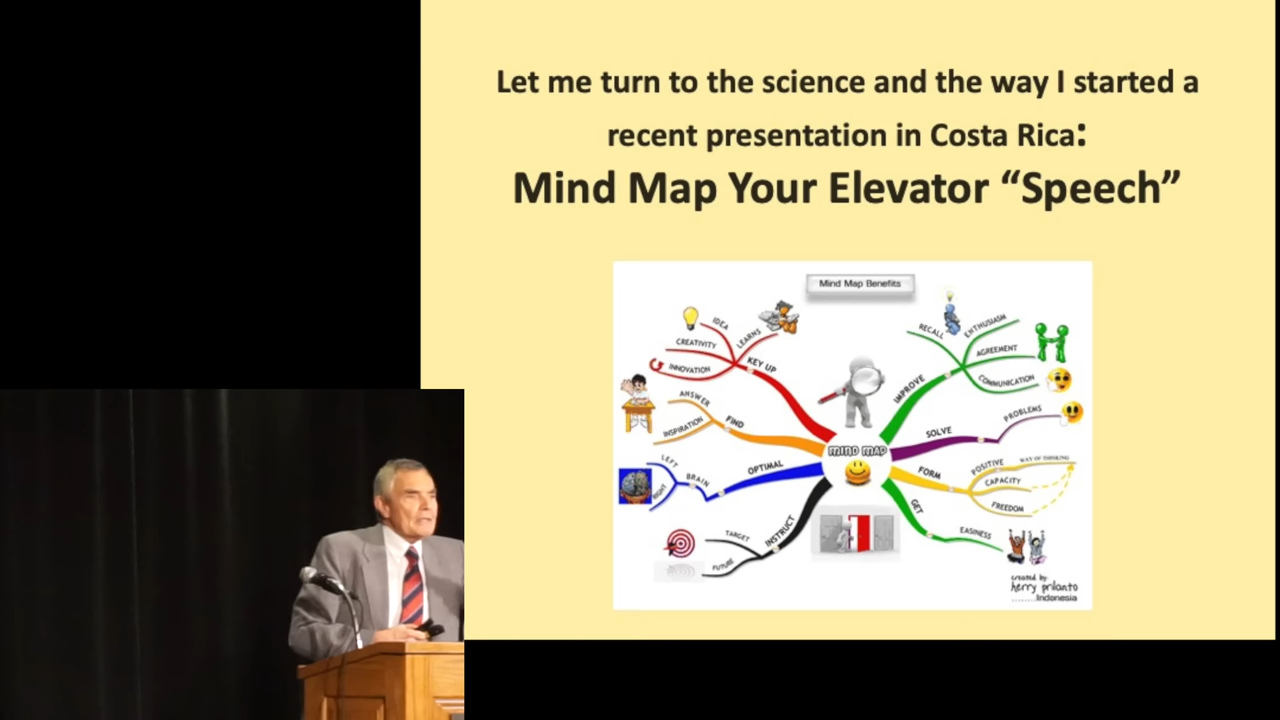 Let me turn to the science and the way I started a
recent presentation in Costa Rica:
Mind Map Your Elevator “Speech”
Mind Map Benefits
IDEA
LEARNS
CREATIVITY
INNOVATION
KEY UP
ANSWER
INSPIRATION
FIND
LEFT
RIGHT
BRAIN
OPTIMAL
TARGET
FUTURE
INSTRUCT
MIND MAP
RECALL
ENTHUSIASM
AGREEMENT
COMMUNICATION
IMPROVE
PROBLEMS
SOLVE
FORM
POSITIVE
WAY OF THINKING
CAPACITY
FREEDOM
GET
EASINESS
created by
herry prilanto
........Indonesia